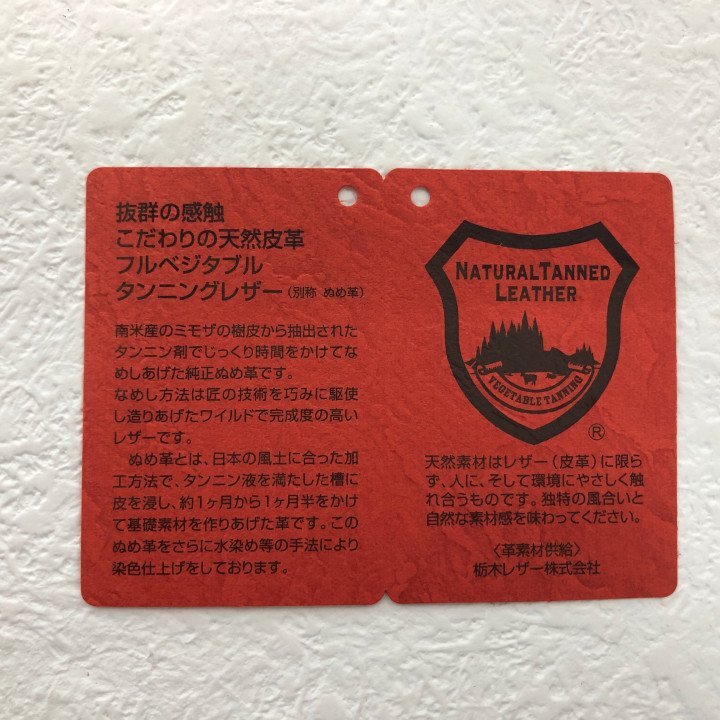 抜群の感触
こだわりの天然皮革
フルベジタブル
タンニングレザー（別称 ぬめ革）
南米産のミモザの樹皮から抽出された
タンニン剤でじっくり時間をかけてな
めしあげた純正ぬめ革です。
なめし方法は匠の技術を巧みに駆使
し造りあげたワイルドで完成度の高い
レザーです。
ぬめ革とは、日本の風土に合った加
工方法で、タンニン液を満たした槽に
皮を浸し、約1ヶ月から1ヶ月半をかけ
て基礎素材を作りあげた革です。この
ぬめ革をさらに水染め等の手法により
染色仕上げをしております。
NATURALTANNED
LEATHER
VEGETABLE TANNING
®
天然素材はレザー（皮革）に限ら
ず、人に、そして環境にやさしく触
れ合うものです。独特の風合いと
自然な素材感を味わってください。
〈革素材供給〉
栃木レザー株式会社